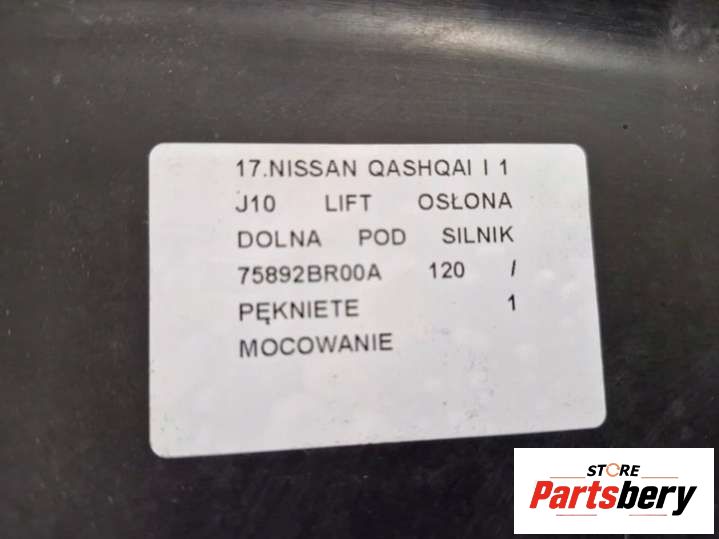 17.NISSAN QASHQAI I 1
J10 LIFT OSŁONA
DOLNA POD SILNIK
75892BR00A 120 /
PĘKNIETE 1
MOCOWANIE
STORE
Partsbery